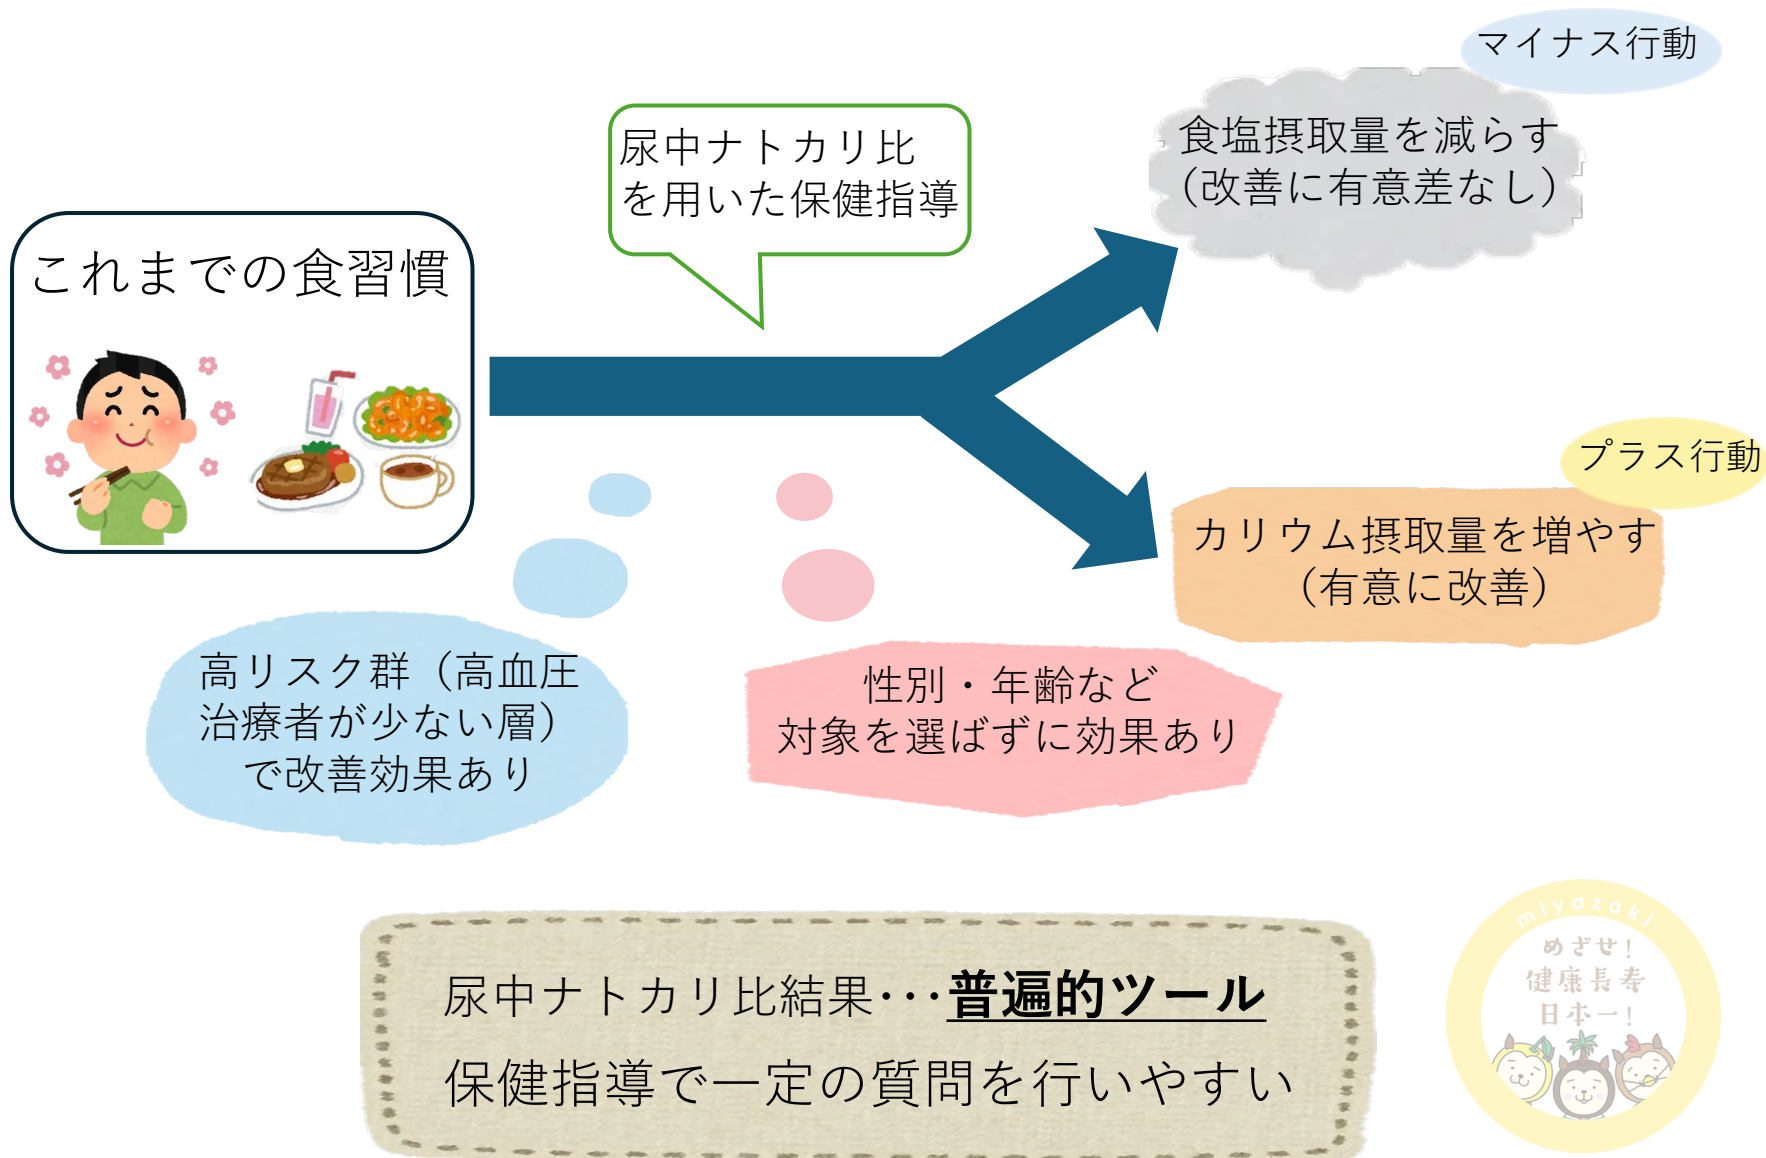 マイナス行動
食塩摂取量を減らす
（改善に有意差なし）
尿中ナトカリ比
を用いた保健指導
これまでの食習慣
プラス行動
カリウム摂取量を増やす
（有意に改善）
高リスク群（高血圧
治療者が少ない層）
で改善効果あり
性別・年齢など
対象を選ばずに効果あり
尿中ナトカリ比結果･･･普遍的ツール
保健指導で一定の質問を行いやすい
miyazaki
めざせ！
健康長寿
日本一！